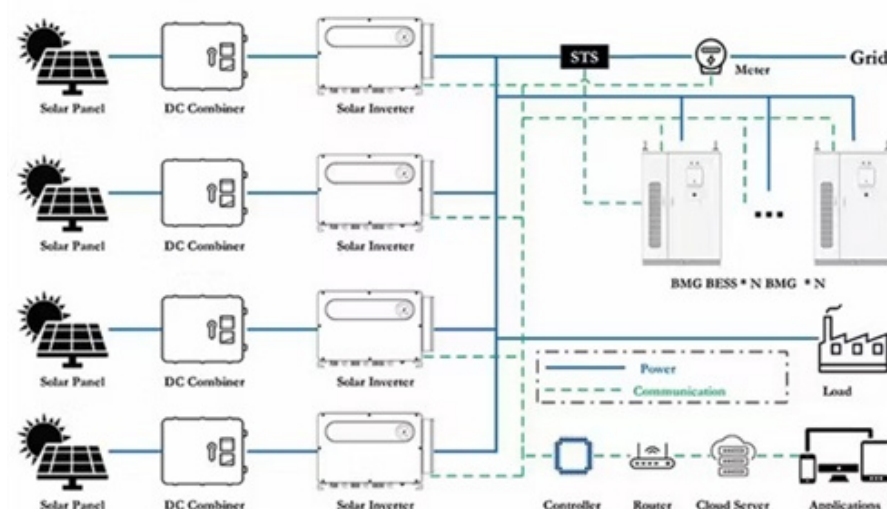 STS
Grid
Meter
Solar Panel DC Combiner Solar Inverter
Solar Panel DC Combiner Solar Inverter
BMG BESS * N BMG * N
Solar Panel DC Combiner Solar Inverter
Power
Communication
Load
Solar Panel DC Combiner Solar Inverter
Controller Router Cloud Server Applications